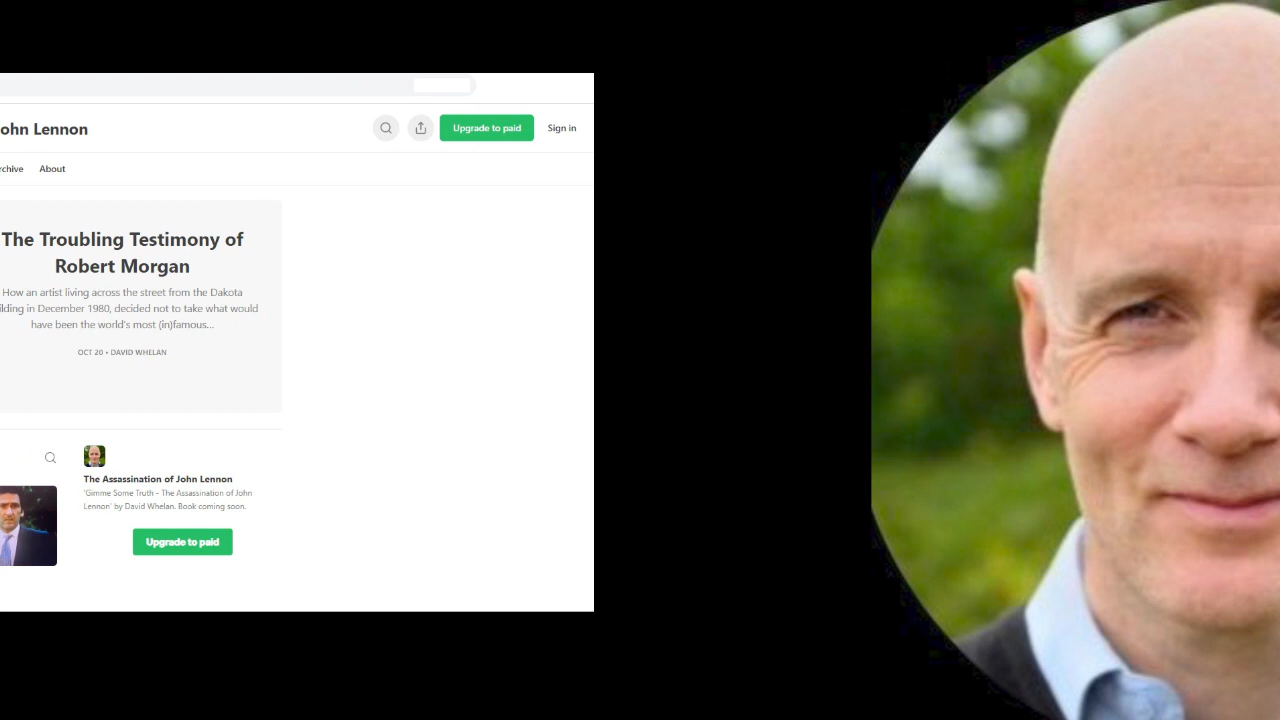 ohn Lennon
Upgrade to paid
Sign in
rchive
About
The Troubling Testimony of
Robert Morgan
How an artist living across the street from the Dakota
ilding in December 1980, decided not to take what would
have been the world's most (in)famous...
OCT 20 • DAVID WHELAN
The Assassination of John Lennon
'Gimme Some Truth - The Assassination of John
Lennon' by David Whelan. Book coming soon.
Upgrade to paid